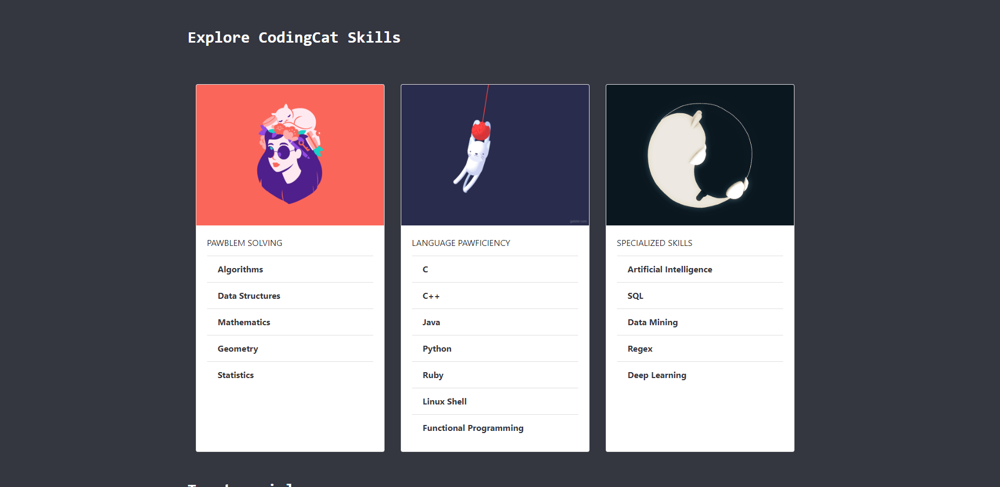 Explore CodingCat Skills
PAWBLEM SOLVING
Algorithms
Data Structures
Mathematics
Geometry
Statistics
LANGUAGE PAWFICIENCY
C
C++
Java
Python
Ruby
Linux Shell
Functional Programming
SPECIALIZED SKILLS
Artificial Intelligence
SQL
Data Mining
Regex
Deep Learning